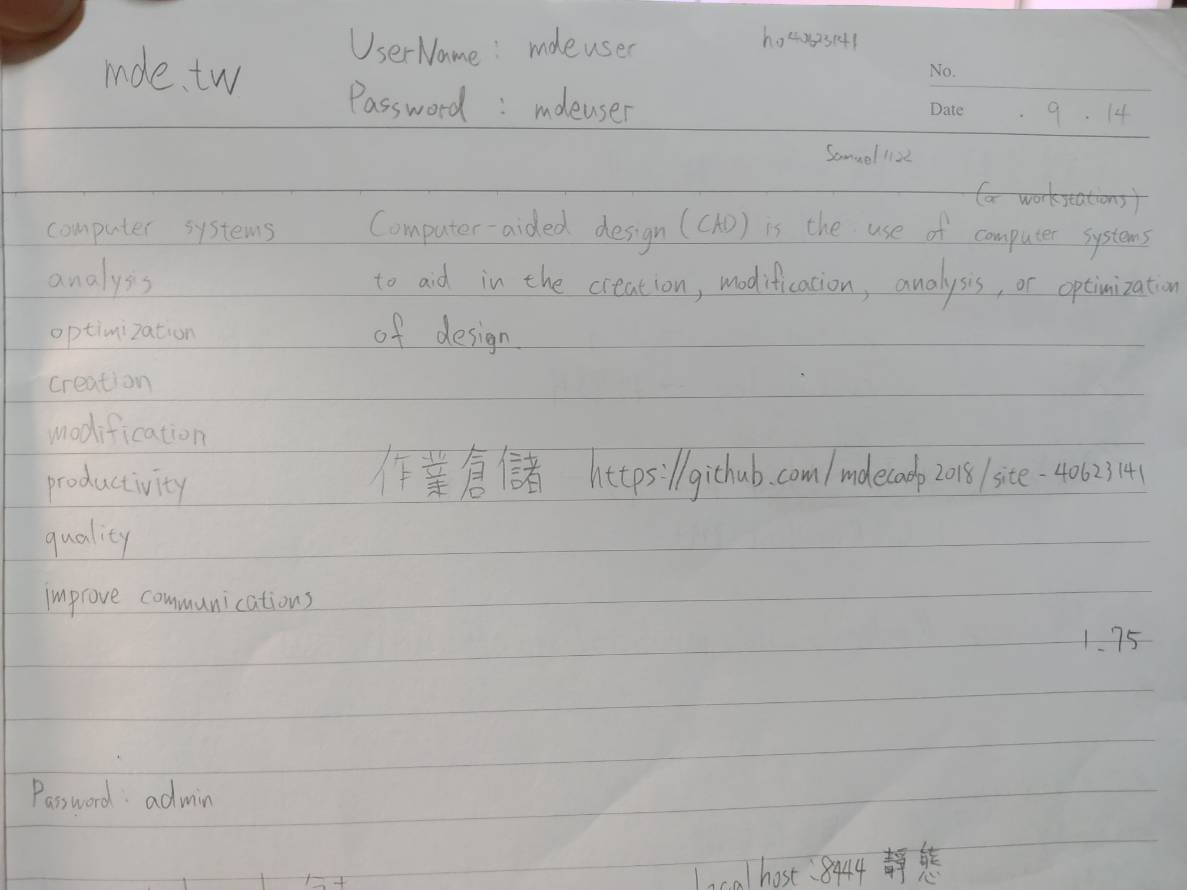 mde.tw
UserName : mdeuser
Password : mdeuser
No.
Date . 9 . 14
Samuel1122
(or workstations)
computer systems
analysis
optimization
creation
modification
productivity
quality
improve communications
Computer-aided design (CAD) is the use of computer systems
to aid in the creation, modification, analysis, or optimization
of design.
作業倉儲 https://github.com/mdecadp2018/site-40623141
1.75
Password : admin
localhost:8444 靜態